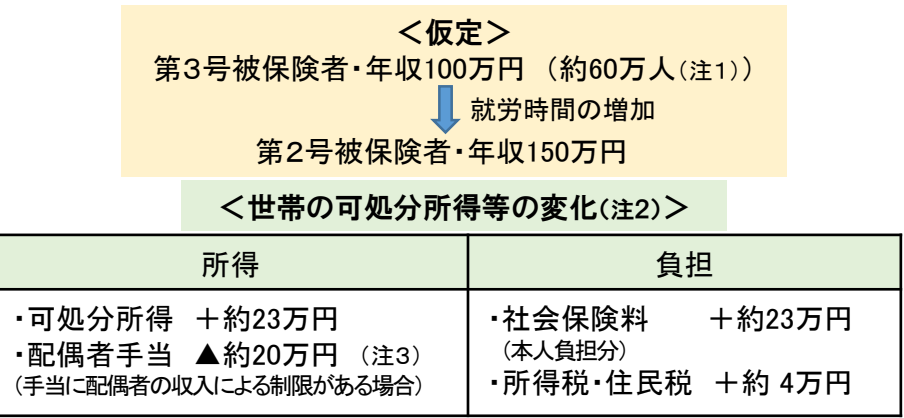 ＜仮定＞
第３号被保険者・年収100万円 （約60万人（注１））
就労時間の増加
第２号被保険者・年収150万円
＜世帯の可処分所得等の変化（注2）＞
所得
・可処分所得 ＋約23万円
・配偶者手当 ▲約20万円 （注３）
（手当に配偶者の収入による制限がある場合）
負担
・社会保険料 ＋約23万円
（本人負担分）
・所得税・住民税 ＋約 4万円